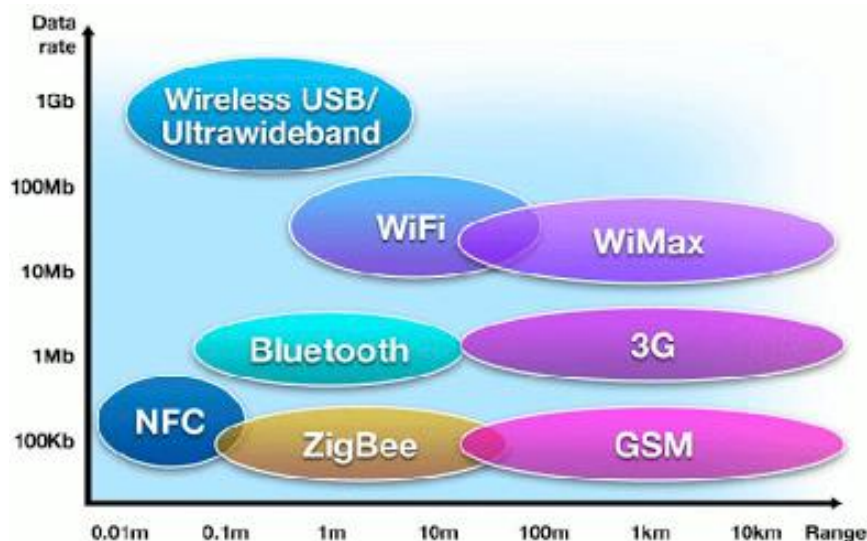 Data
rate
1Gb
100Mb
10Mb
1Mb
100Kb
Wireless USB/
Ultrawideband
WiFi
WiMax
Bluetooth
3G
NFC
ZigBee
GSM
0.01m 0.1m 1m 10m 100m 1km 10km Range